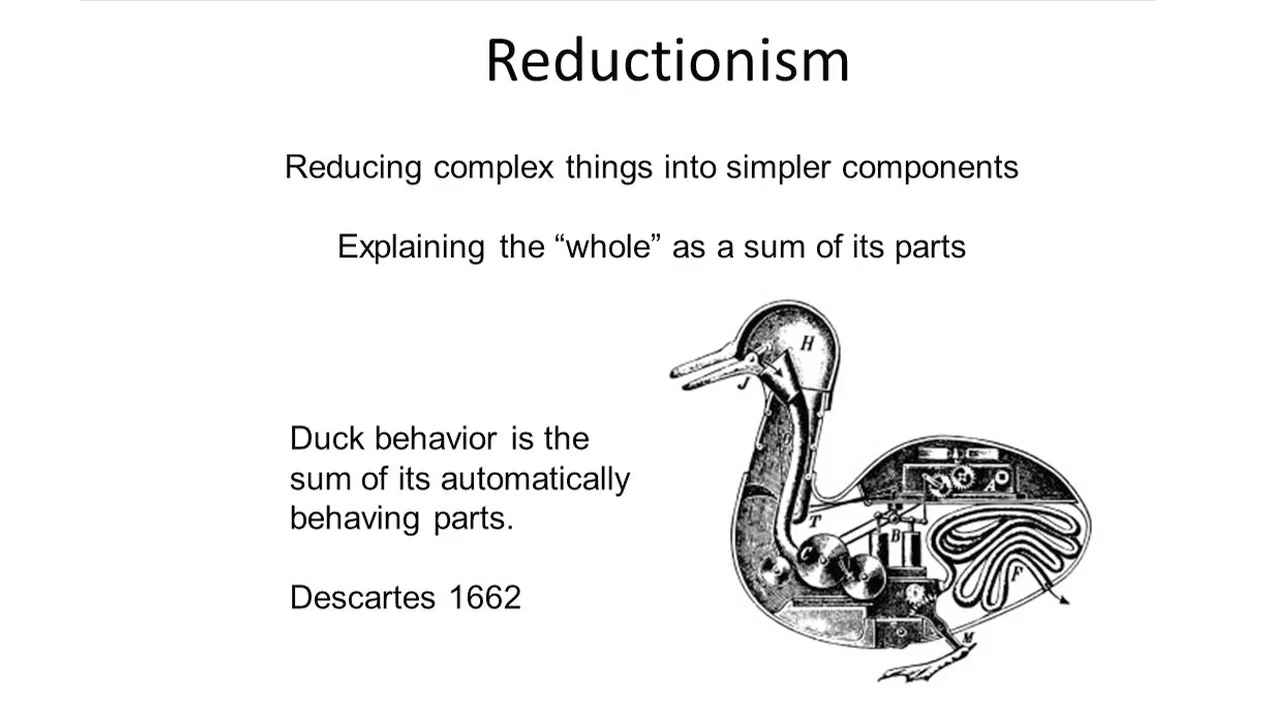 Reductionism
Reducing complex things into simpler components
Explaining the “whole” as a sum of its parts
H
J
Duck behavior is the
sum of its automatically
behaving parts.
A
T
B
C
F
Descartes 1662
M